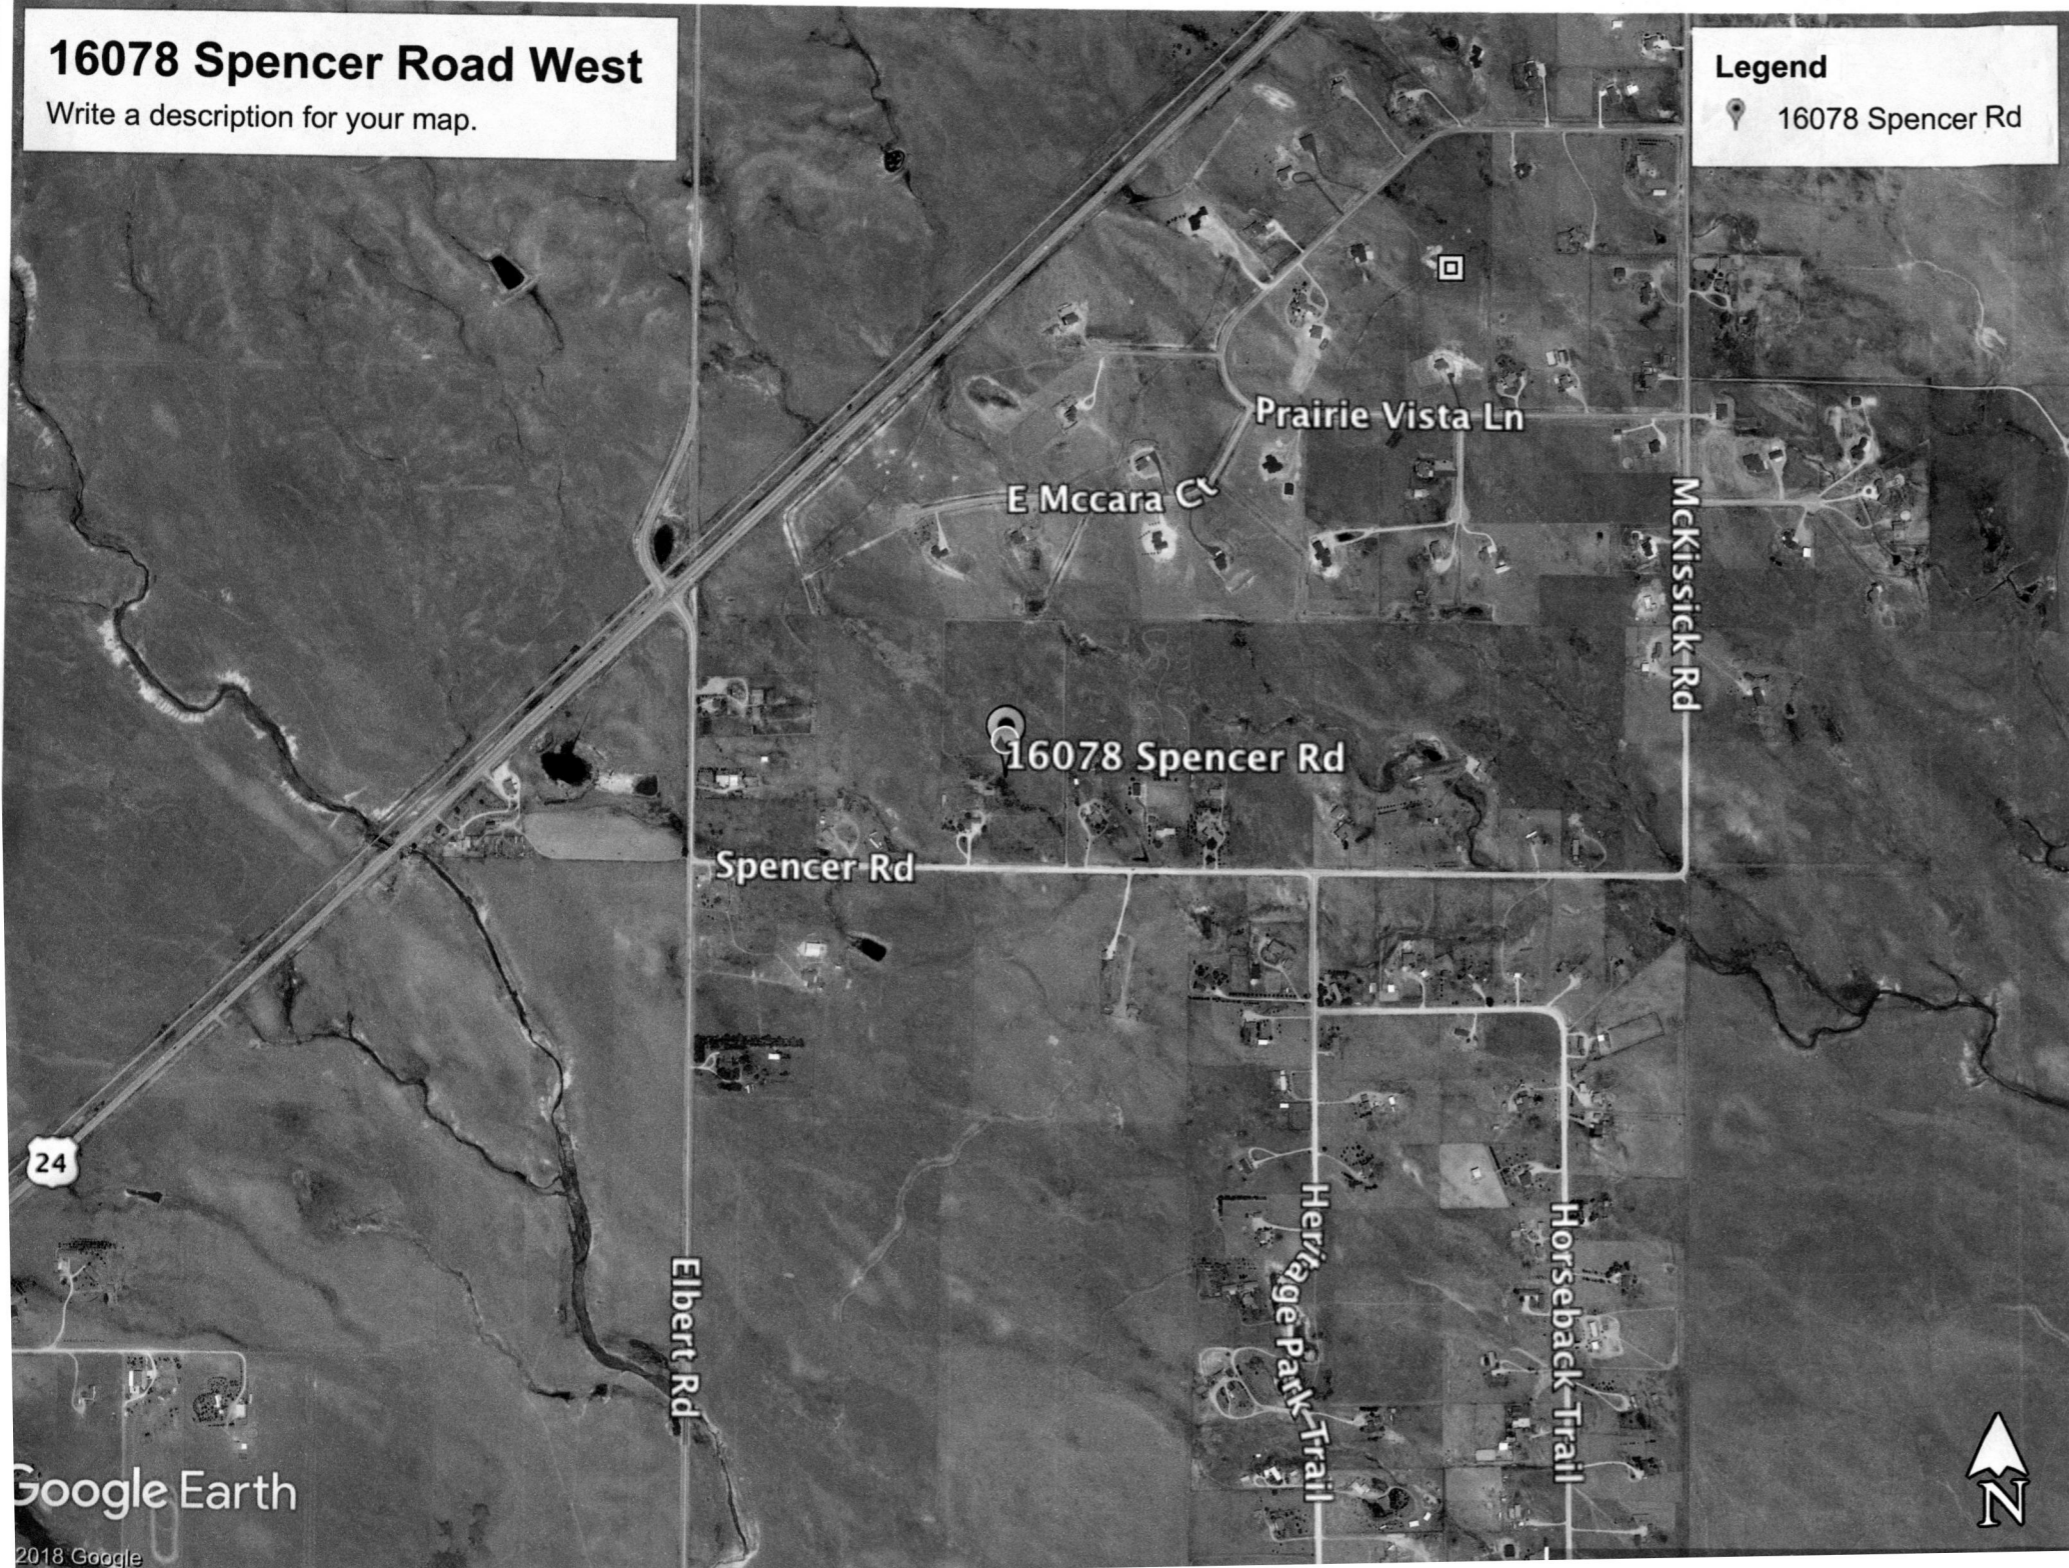 16078 Spencer Road West
Write a description for your map.
Legend
16078 Spencer Rd
Prairie Vista Ln
E Mccara Ct
McKissick Rd
16078 Spencer Rd
Spencer Rd
24
Elbert Rd
Heritage Park Trail
Horseback Trail
Google Earth
2018 Google
N